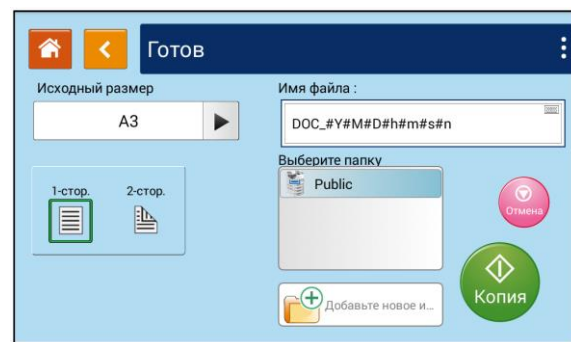 Готов
Исходный размер
A3
Имя файла :
DOC_#Y#M#D#h#m#s#n
Выберите папку
Public
1-стор.
2-стор.
Отмена
Копия
Добавьте новое и...